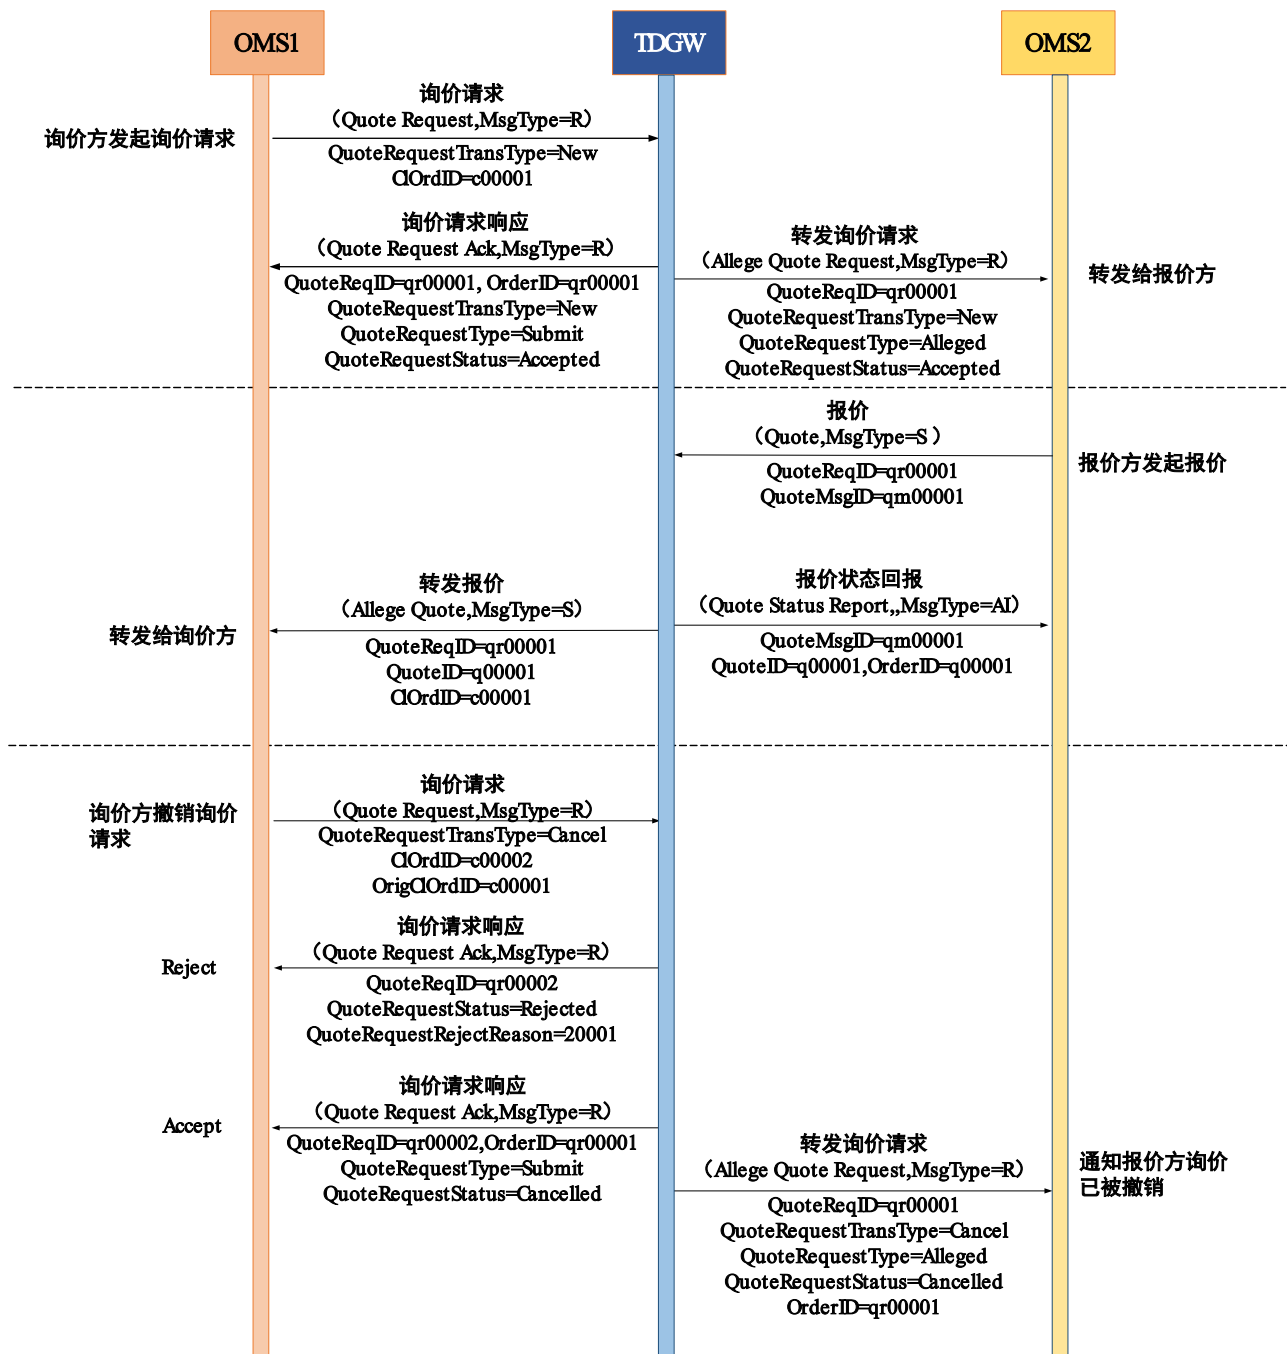 OMS1
TDGW
OMS2
询价请求
（Quote Request,MsgType=R）
询价方发起询价请求
QuoteRequestTransType=New
ClOrdID=c00001
询价请求响应
（Quote Request Ack,MsgType=R）
QuoteReqID=qr00001, OrderID=qr00001
QuoteRequestTransType=New
QuoteRequestType=Submit
QuoteRequestStatus=Accepted
转发询价请求
（Allege Quote Request,MsgType=R）
转发给报价方
QuoteReqID=qr00001
QuoteRequestTransType=New
QuoteRequestType=Alleged
QuoteRequestStatus=Accepted
报价
（Quote,MsgType=S ）
报价方发起报价
QuoteReqID=qr00001
QuoteMsgID=qm00001
转发报价
（Allege Quote,MsgType=S）
转发给询价方
QuoteReqID=qr00001
QuoteID=q00001
ClOrdID=c00001
报价状态回报
（Quote Status Report,,MsgType=AI）
QuoteMsgID=qm00001
QuoteID=q00001,OrderID=q00001
询价请求
（Quote Request,MsgType=R）
询价方撤销询价
请求
QuoteRequestTransType=Cancel
ClOrdID=c00002
OrigClOrdID=c00001
询价请求响应
（Quote Request Ack,MsgType=R）
Reject
QuoteReqID=qr00002
QuoteRequestStatus=Rejected
QuoteRequestRejectReason=20001
询价请求响应
（Quote Request Ack,MsgType=R）
Accept
QuoteReqID=qr00002,OrderID=qr00001
QuoteRequestType=Submit
QuoteRequestStatus=Cancelled
转发询价请求
（Allege Quote Request,MsgType=R）
通知报价方询价
已被撤销
QuoteReqID=qr00001
QuoteRequestTransType=Cancel
QuoteRequestType=Alleged
QuoteRequestStatus=Cancelled
OrderID=qr00001